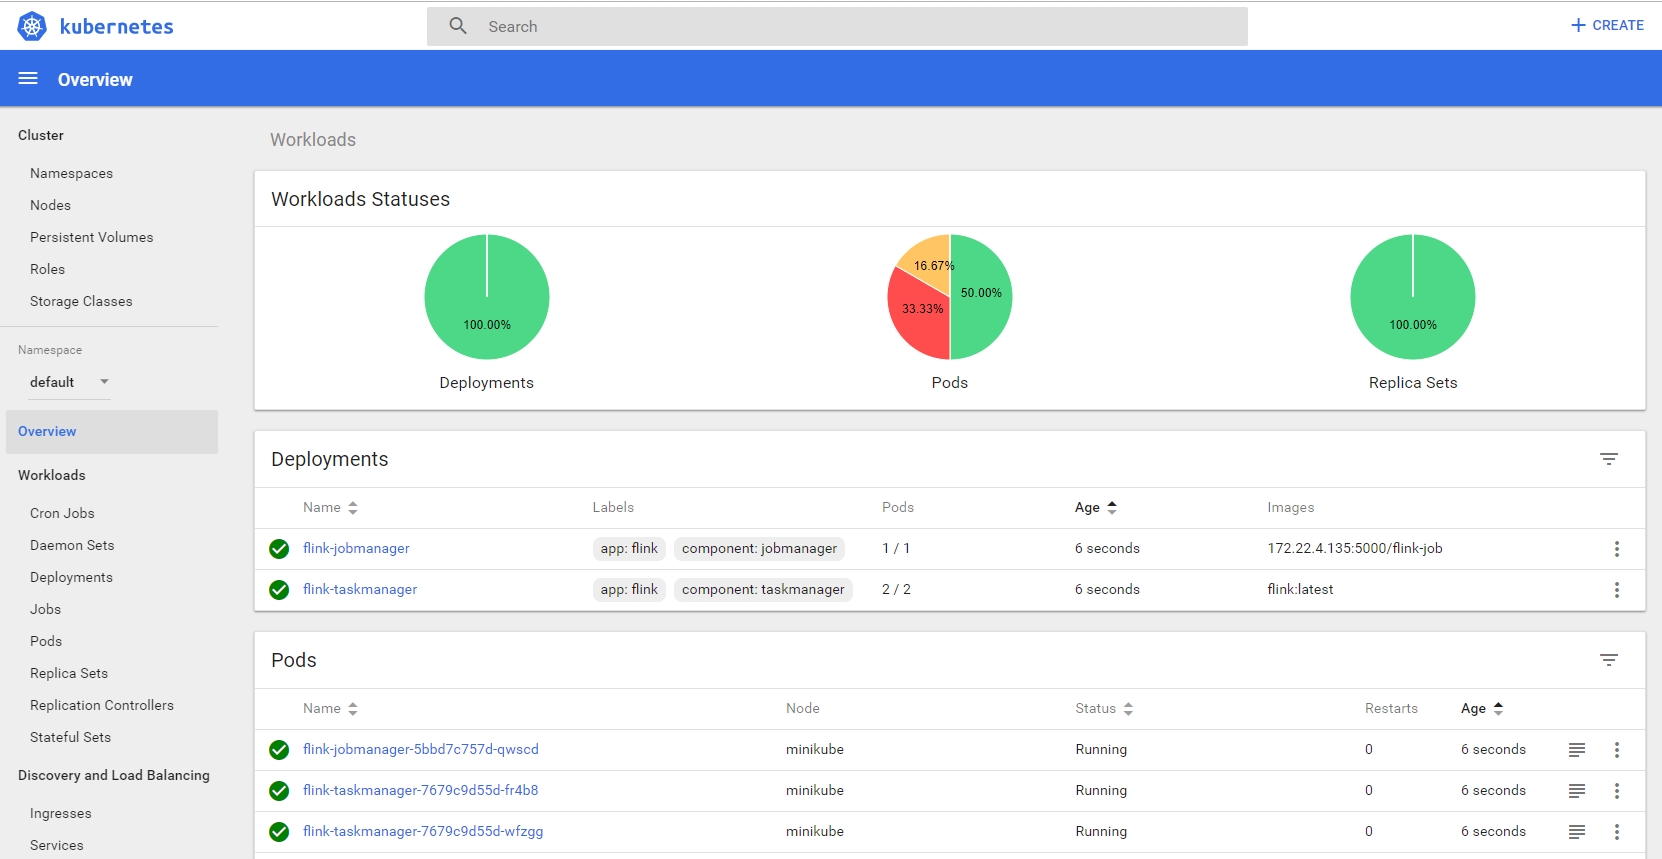 kubernetes
Search
+ CREATE
Overview
Cluster
Namespaces
Nodes
Persistent Volumes
Roles
Storage Classes
Namespace
default
Overview
Workloads
Cron Jobs
Daemon Sets
Deployments
Jobs
Pods
Replica Sets
Replication Controllers
Stateful Sets
Discovery and Load Balancing
Ingresses
Services
Workloads
Workloads Statuses
100.00%
Deployments
16.67%
50.00%
33.33%
Pods
100.00%
Replica Sets
Deployments
Name Labels Pods Age Images
flink-jobmanager app: flink component: jobmanager 1 / 1 6 seconds 172.22.4.135:5000/flink-job
flink-taskmanager app: flink component: taskmanager 2 / 2 6 seconds flink:latest
Pods
Name Node Status Restarts Age
flink-jobmanager-5bbd7c757d-qwscd minikube Running 0 6 seconds
flink-taskmanager-7679c9d55d-fr4b8 minikube Running 0 6 seconds
flink-taskmanager-7679c9d55d-wfzgg minikube Running 0 6 seconds